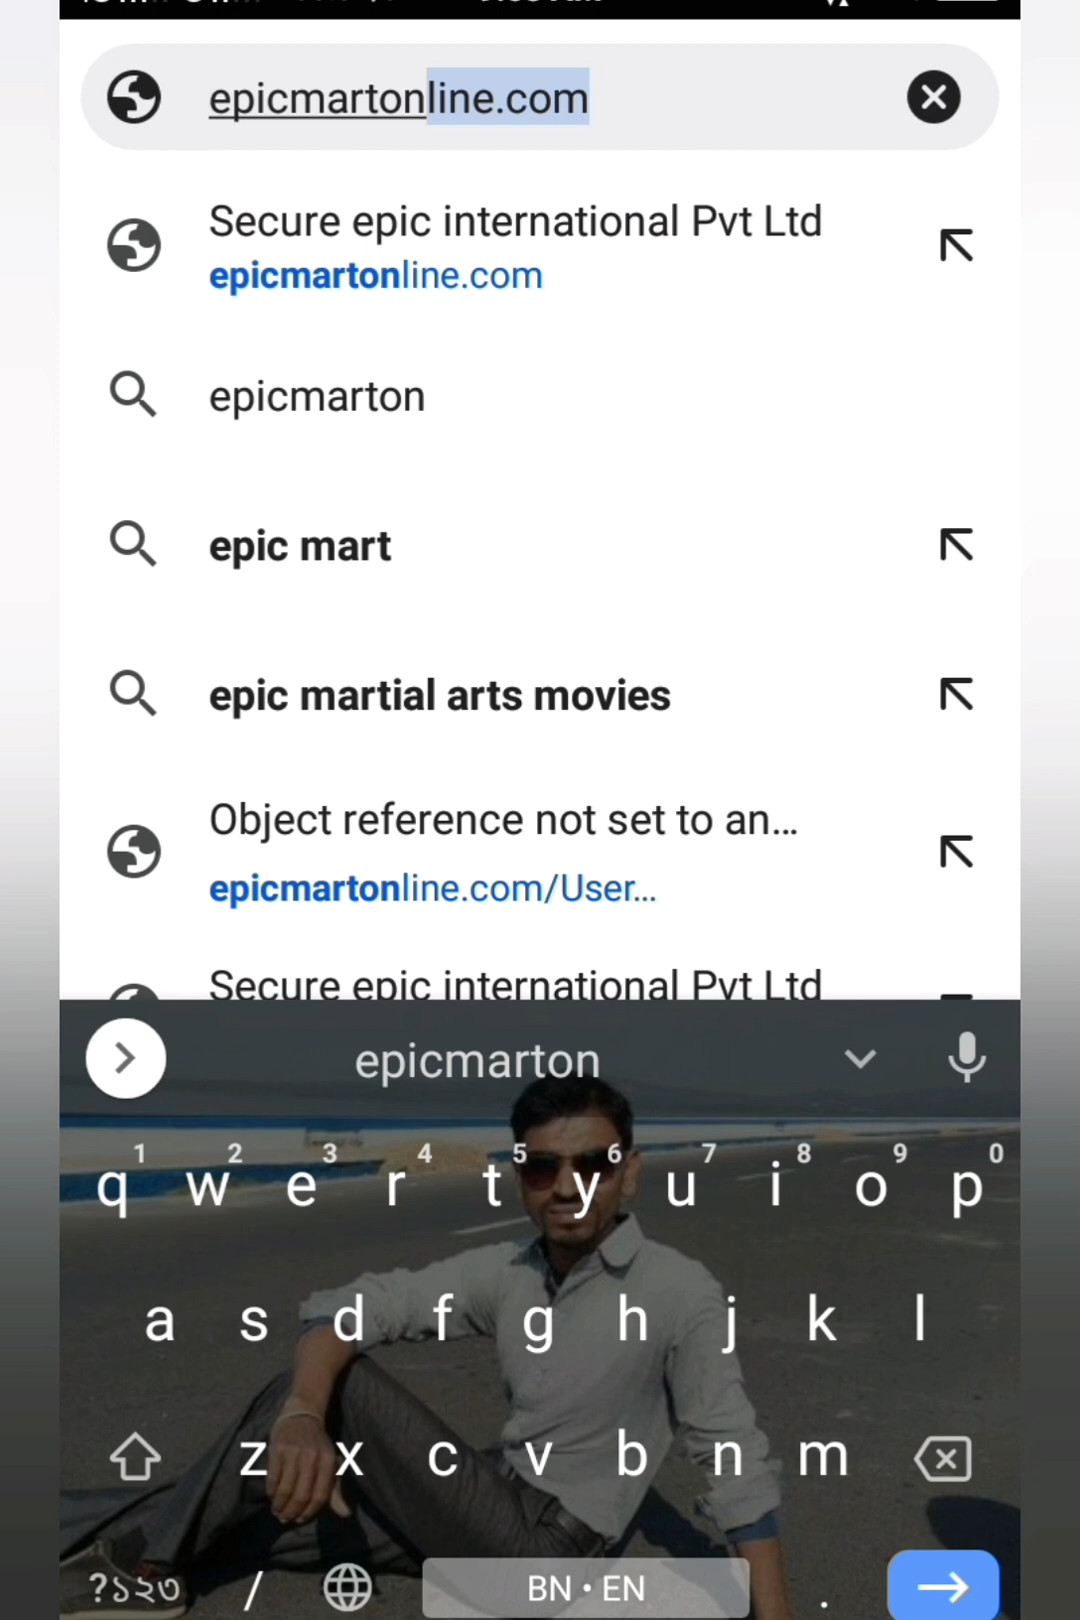 epicmartonline.com
Secure epic international Pvt Ltd
epicmartonline.com
epicmarton
epic mart
epic martial arts movies
Object reference not set to an...
epicmartonline.com/User...
Secure epic international Pvt Ltd
epicmarton
1 2 3 4 5 6 7 8 9 0
q w e r t y u i o p
a s d f g h j k l
z x c v b n m
?১২৩ / BN • EN .